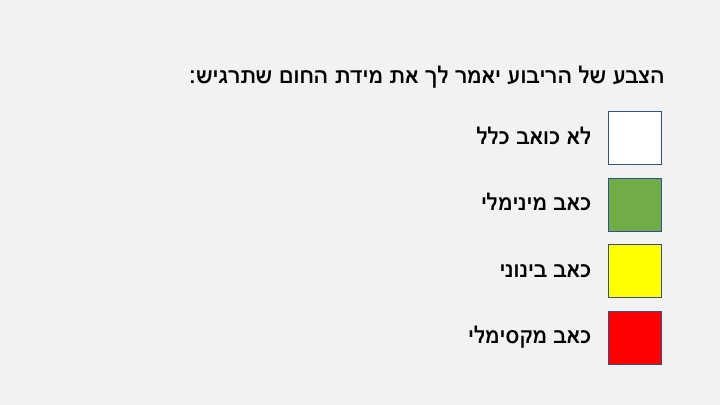 הצבע של הריבוע יאמר לך את מידת החום שתרגיש:
לא כואב כלל
כאב מינימלי
כאב בינוני
כאב מקסימלי